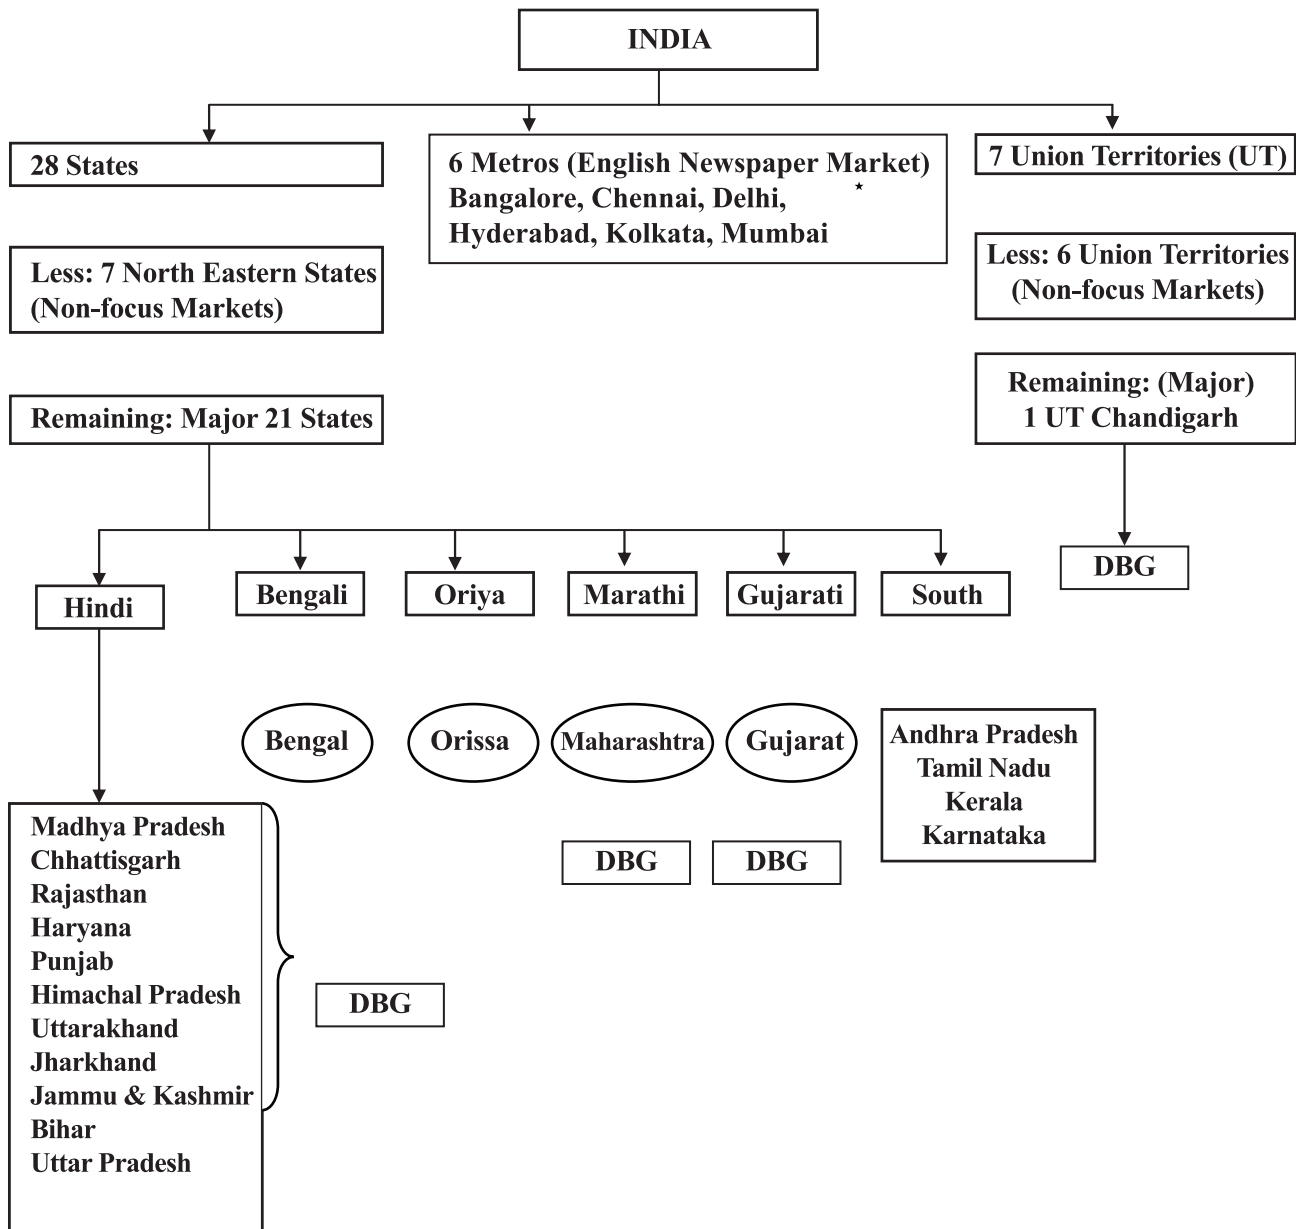 INDIA
28 States
6 Metros (English Newspaper Market)
Bangalore, Chennai, Delhi,
Hyderabad, Kolkata, Mumbai
7 Union Territories (UT)
Less: 7 North Eastern States
(Non-focus Markets)
Less: 6 Union Territories
(Non-focus Markets)
Remaining: Major 21 States
Remaining: (Major)
1 UT Chandigarh
DBG
Hindi
Bengali
Oriya
Marathi
Gujarati
South
Bengal
Orissa
Maharashtra
Gujarat
Andhra Pradesh
Tamil Nadu
Kerala
Karnataka
DBG
DBG
Madhya Pradesh
Chhattisgarh
Rajasthan
Haryana
Punjab
Himachal Pradesh
Uttarakhand
Jharkhand
Jammu & Kashmir
Bihar
Uttar Pradesh
DBG